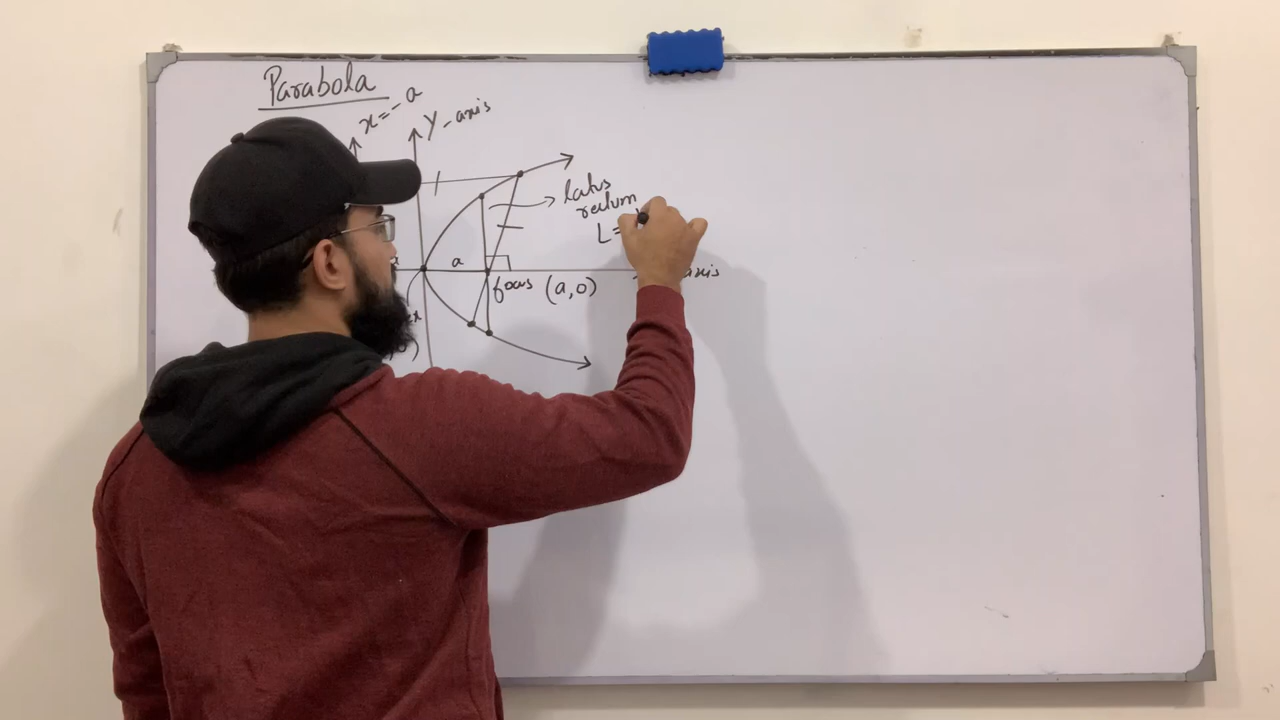 Parabola
x=-a
Y-axis
latus
rectum
L=
a
focus (a,0)
axis